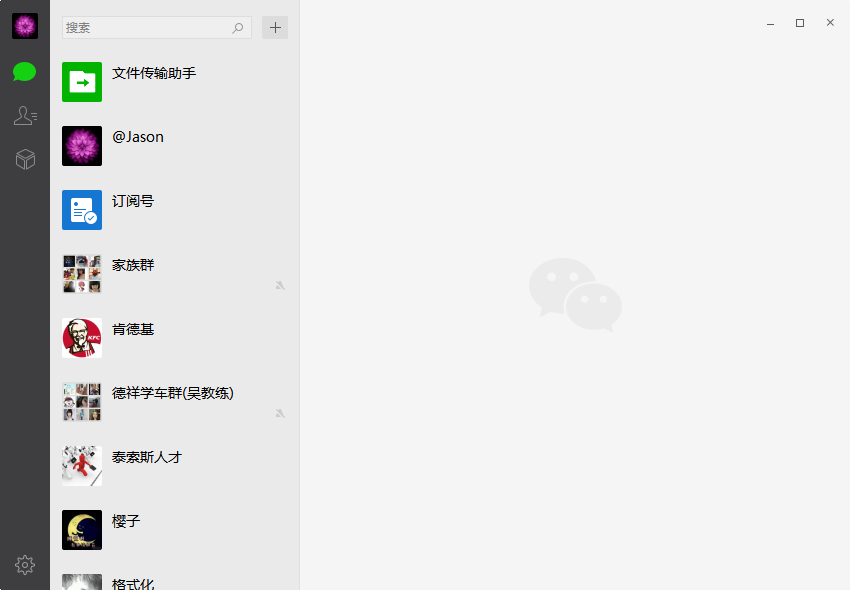 搜索
文件传输助手
@Jason
订阅号
家族群
肯德基
KFC
德祥学车群(吴教练)
泰索斯人才
樱子
格式化